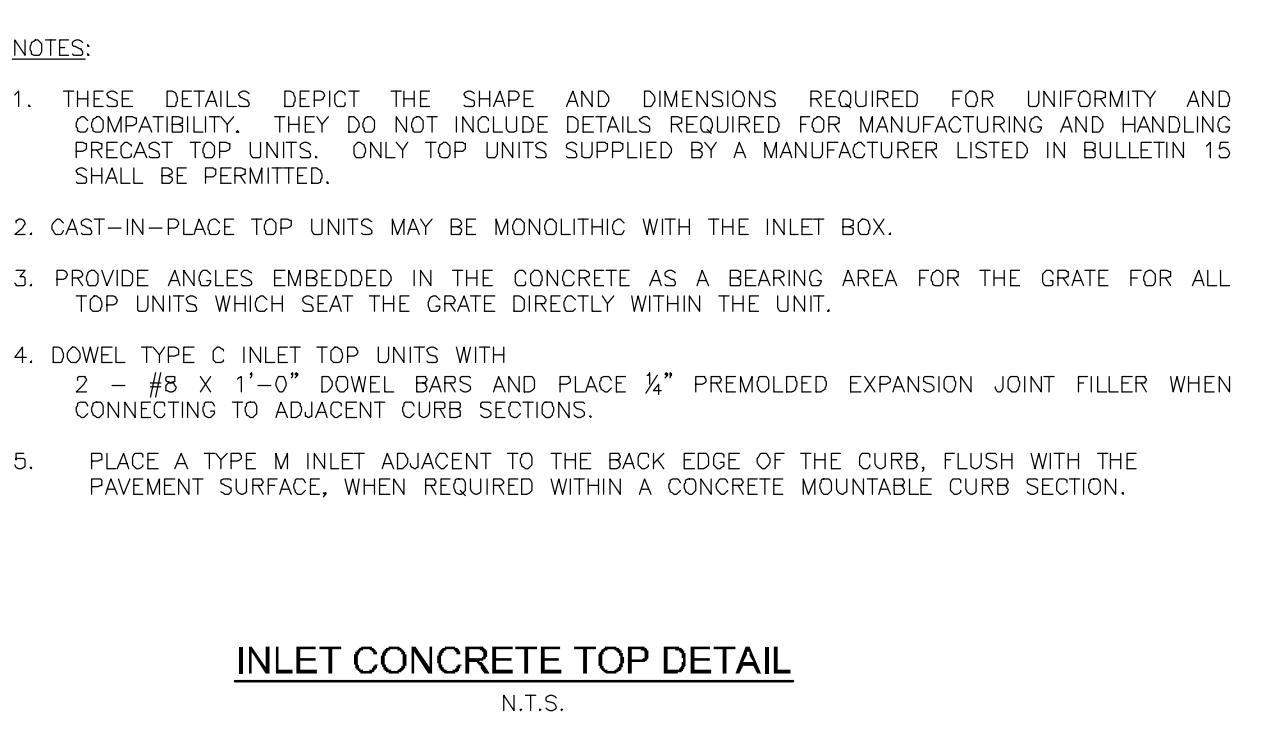 NOTES:
1. THESE DETAILS DEPICT THE SHAPE AND DIMENSIONS REQUIRED FOR UNIFORMITY AND
COMPATIBILITY. THEY DO NOT INCLUDE DETAILS REQUIRED FOR MANUFACTURING AND HANDLING
PRECAST TOP UNITS. ONLY TOP UNITS SUPPLIED BY A MANUFACTURER LISTED IN BULLETIN 15
SHALL BE PERMITTED.
2. CAST-IN-PLACE TOP UNITS MAY BE MONOLITHIC WITH THE INLET BOX.
3. PROVIDE ANGLES EMBEDDED IN THE CONCRETE AS A BEARING AREA FOR THE GRATE FOR ALL
TOP UNITS WHICH SEAT THE GRATE DIRECTLY WITHIN THE UNIT.
4. DOWEL TYPE C INLET TOP UNITS WITH
2 - #8 X 1'-0" DOWEL BARS AND PLACE ¼" PREMOLDED EXPANSION JOINT FILLER WHEN
CONNECTING TO ADJACENT CURB SECTIONS.
5. PLACE A TYPE M INLET ADJACENT TO THE BACK EDGE OF THE CURB, FLUSH WITH THE
PAVEMENT SURFACE, WHEN REQUIRED WITHIN A CONCRETE MOUNTABLE CURB SECTION.
INLET CONCRETE TOP DETAIL
N.T.S.